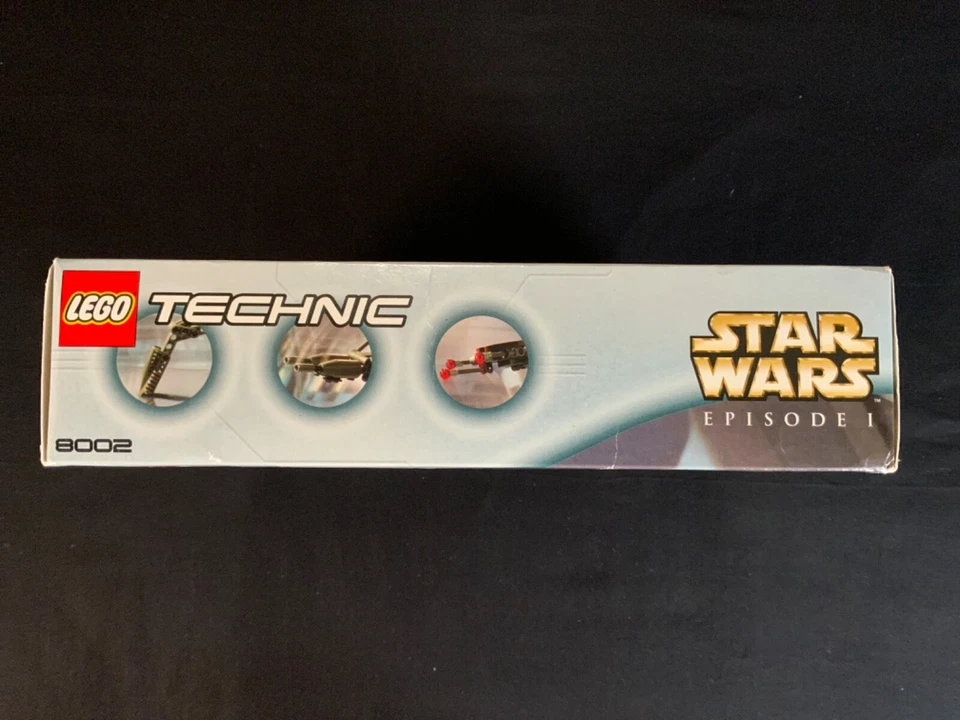 LEGO TECHNIC
8002
STAR
WARS
EPISODE I